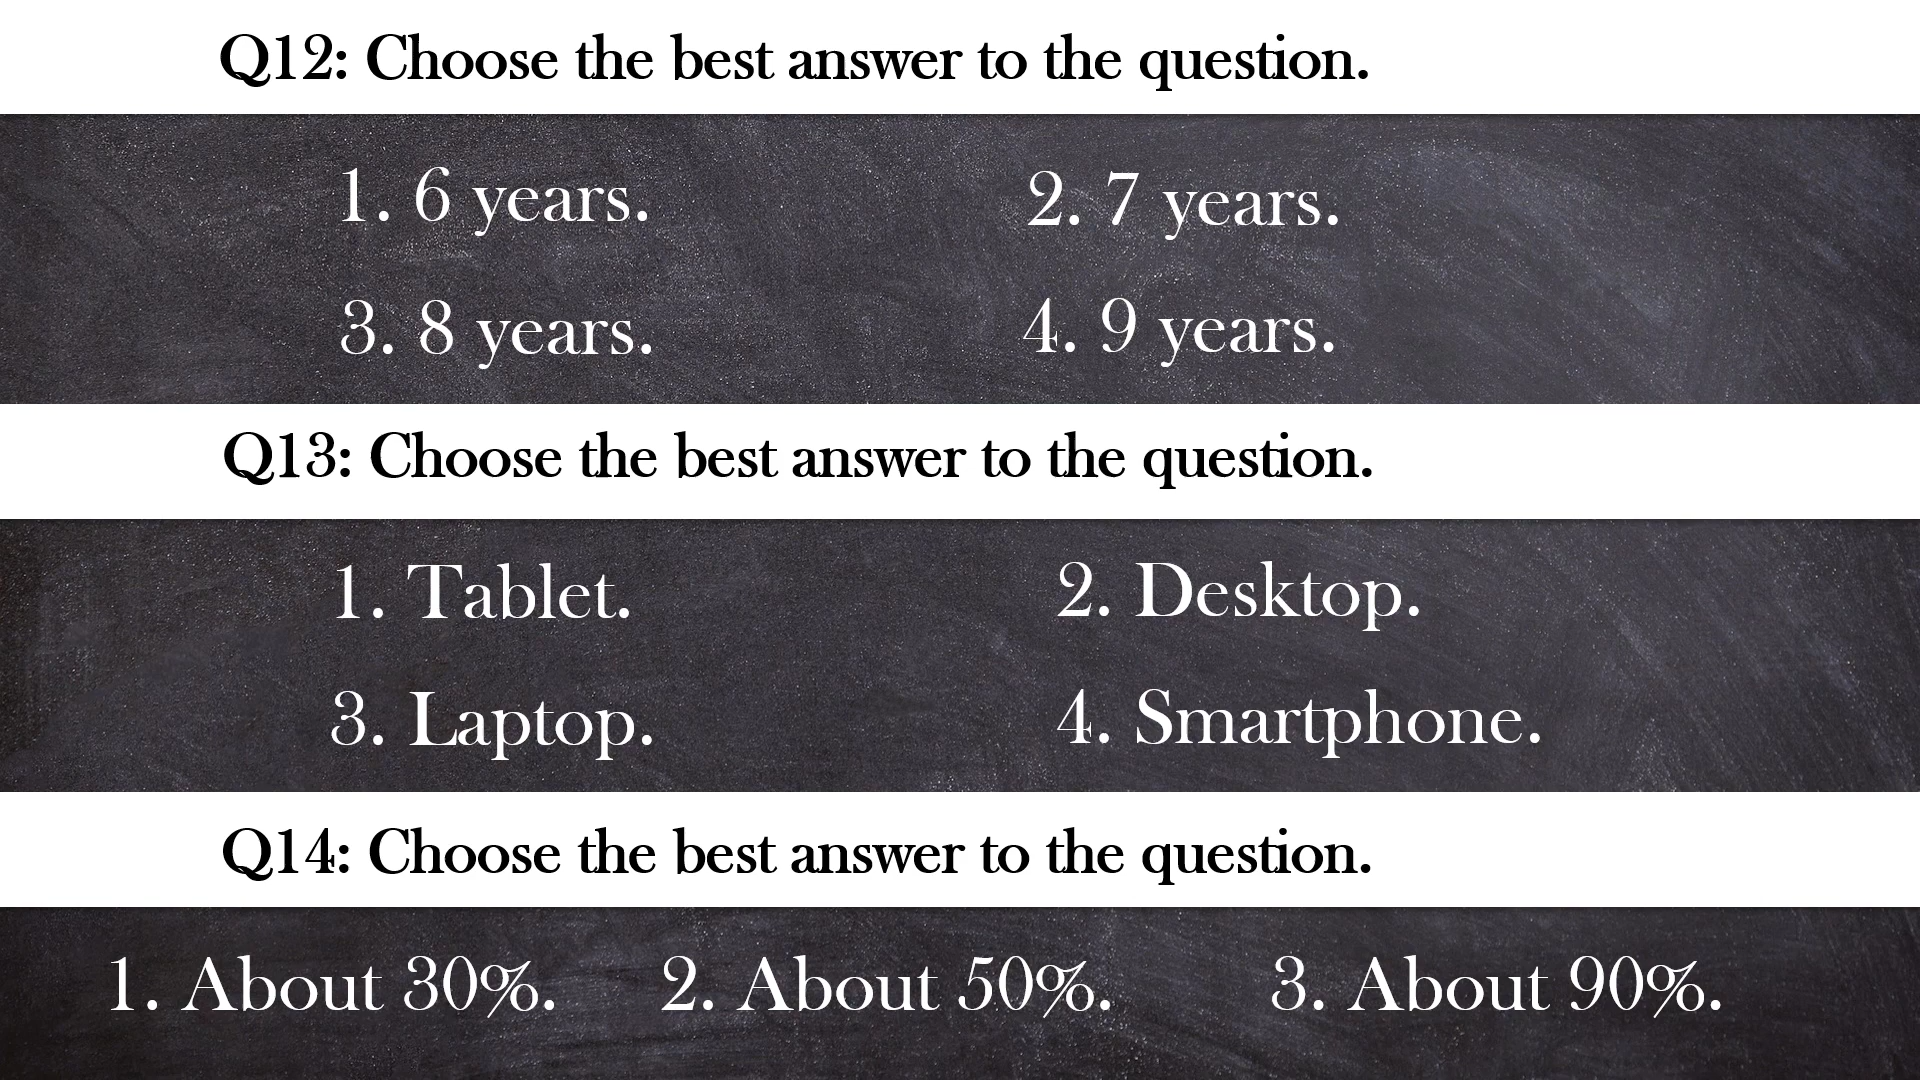 Q12: Choose the best answer to the question.
1. 6 years. 2. 7 years.
3. 8 years. 4. 9 years.
Q13: Choose the best answer to the question.
1. Tablet. 2. Desktop.
3. Laptop. 4. Smartphone.
Q14: Choose the best answer to the question.
1. About 30%. 2. About 50%. 3. About 90%.